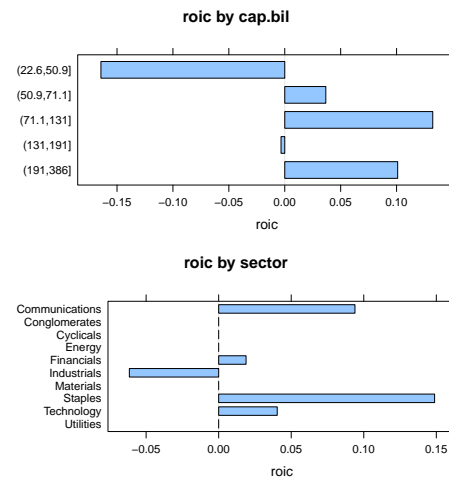 roic by cap.bil
(22.6,50.9]
(50.9,71.1]
(71.1,131]
(131,191]
(191,386]
−0.15 −0.10 −0.05 0.00 0.05 0.10
roic
roic by sector
Communications
Conglomerates
Cyclicals
Energy
Financials
Industrials
Materials
Staples
Technology
Utilities
−0.05 0.00 0.05 0.10 0.15
roic